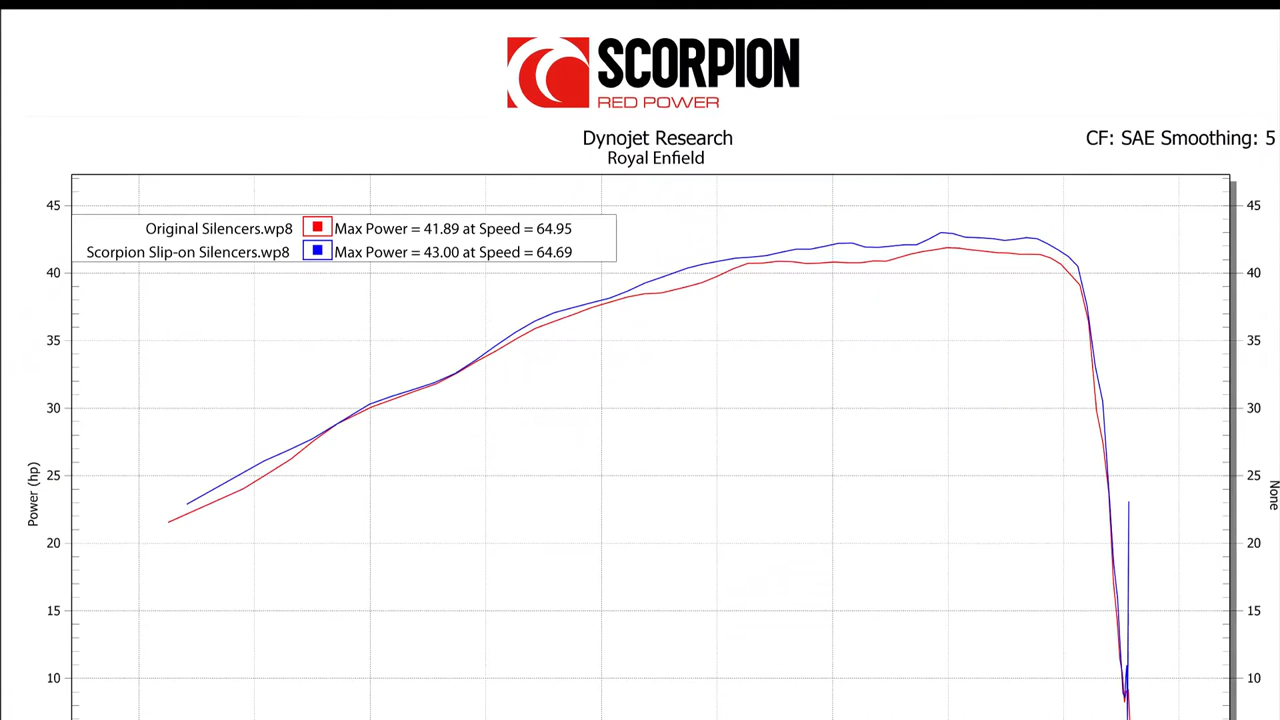 SCORPION
RED POWER
Dynojet Research
CF: SAE Smoothing: 5
Royal Enfield
45
45
Original Silencers.wp8 Max Power = 41.89 at Speed = 64.95
Scorpion Slip-on Silencers.wp8 Max Power = 43.00 at Speed = 64.69
40
40
35
35
30
30
Power (hp)
25
25
None
20
20
15
15
10
10